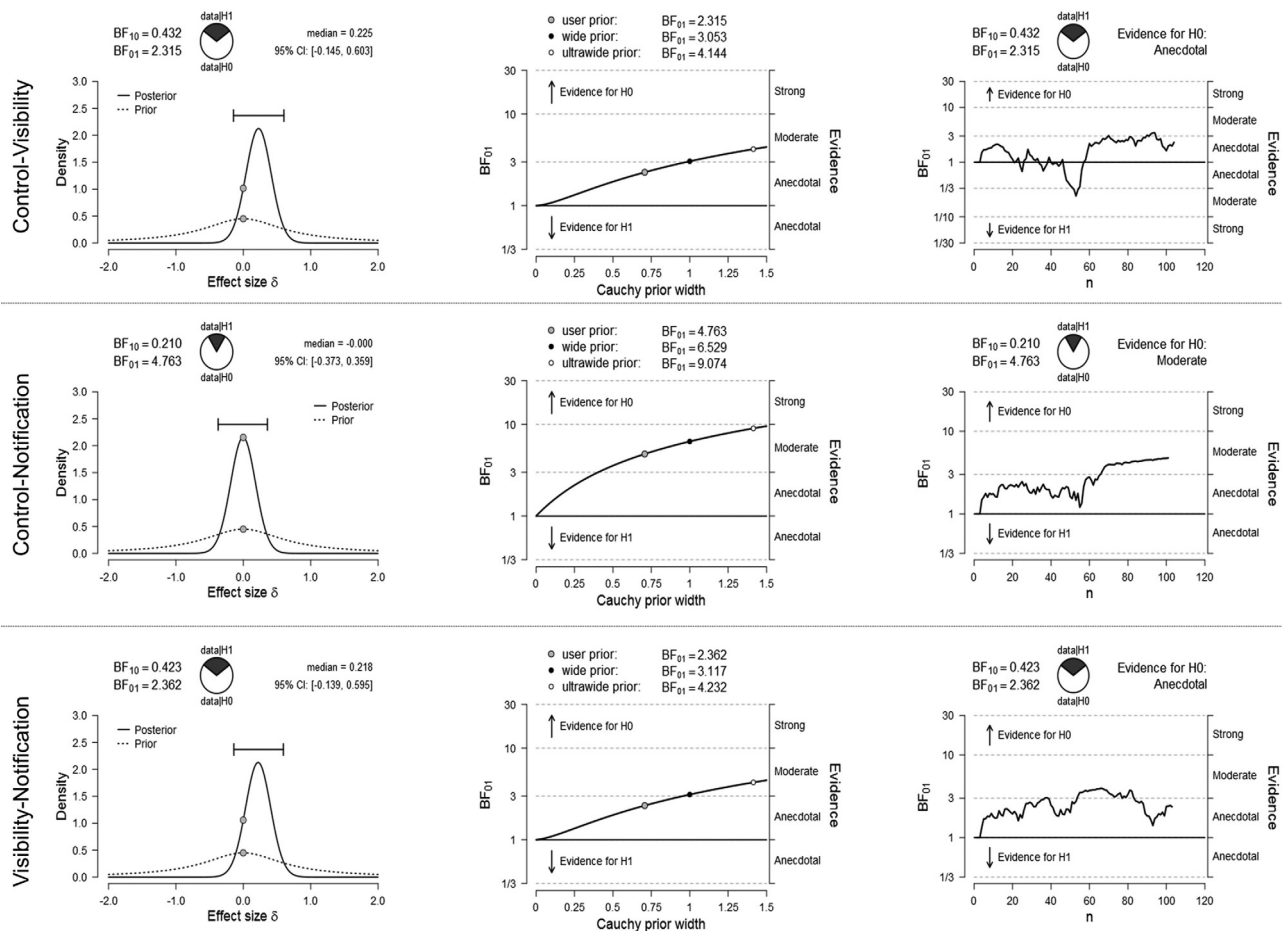 Control-Visibility
data|H1
BF10 = 0.432
BF01 = 2.315
data|H0
median = 0.225
95% CI: [-0.145, 0.603]
Density
3.0
2.5
2.0
1.5
1.0
0.5
0.0
Posterior
Prior
-2.0 -1.0 0.0 1.0 2.0
Effect size δ
user prior: BF01 = 2.315
wide prior: BF01 = 3.053
ultrawide prior: BF01 = 4.144
BF01
30
10
3
1
1/3
Evidence for H0
Evidence for H1
Strong
Moderate
Anecdotal
Anecdotal
Evidence
0 0.25 0.5 0.75 1 1.25 1.5
Cauchy prior width
data|H1
BF10 = 0.432
BF01 = 2.315
data|H0
Evidence for H0:
Anecdotal
BF01
30
10
3
1
1/3
1/10
1/30
Evidence for H0
Evidence for H1
Strong
Moderate
Anecdotal
Anecdotal
Moderate
Strong
Evidence
0 20 40 60 80 100 120
n
Control-Notification
data|H1
BF10 = 0.210
BF01 = 4.763
data|H0
median = -0.000
95% CI: [-0.373, 0.359]
Density
3.0
2.5
2.0
1.5
1.0
0.5
0.0
Posterior
Prior
-2.0 -1.0 0.0 1.0 2.0
Effect size δ
user prior: BF01 = 4.763
wide prior: BF01 = 6.529
ultrawide prior: BF01 = 9.074
BF01
30
10
3
1
1/3
Evidence for H0
Evidence for H1
Strong
Moderate
Anecdotal
Anecdotal
Evidence
0 0.25 0.5 0.75 1 1.25 1.5
Cauchy prior width
data|H1
BF10 = 0.210
BF01 = 4.763
data|H0
Evidence for H0:
Moderate
BF01
30
10
3
1
1/3
Evidence for H0
Evidence for H1
Strong
Moderate
Anecdotal
Anecdotal
Evidence
0 20 40 60 80 100 120
n
Visibility-Notification
data|H1
BF10 = 0.423
BF01 = 2.362
data|H0
median = 0.218
95% CI: [-0.139, 0.595]
Density
3.0
2.5
2.0
1.5
1.0
0.5
0.0
Posterior
Prior
-2.0 -1.0 0.0 1.0 2.0
Effect size δ
user prior: BF01 = 2.362
wide prior: BF01 = 3.117
ultrawide prior: BF01 = 4.232
BF01
30
10
3
1
1/3
Evidence for H0
Evidence for H1
Strong
Moderate
Anecdotal
Anecdotal
Evidence
0 0.25 0.5 0.75 1 1.25 1.5
Cauchy prior width
data|H1
BF10 = 0.423
BF01 = 2.362
data|H0
Evidence for H0:
Anecdotal
BF01
30
10
3
1
1/3
Evidence for H0
Evidence for H1
Strong
Moderate
Anecdotal
Anecdotal
Evidence
0 20 40 60 80 100 120
n